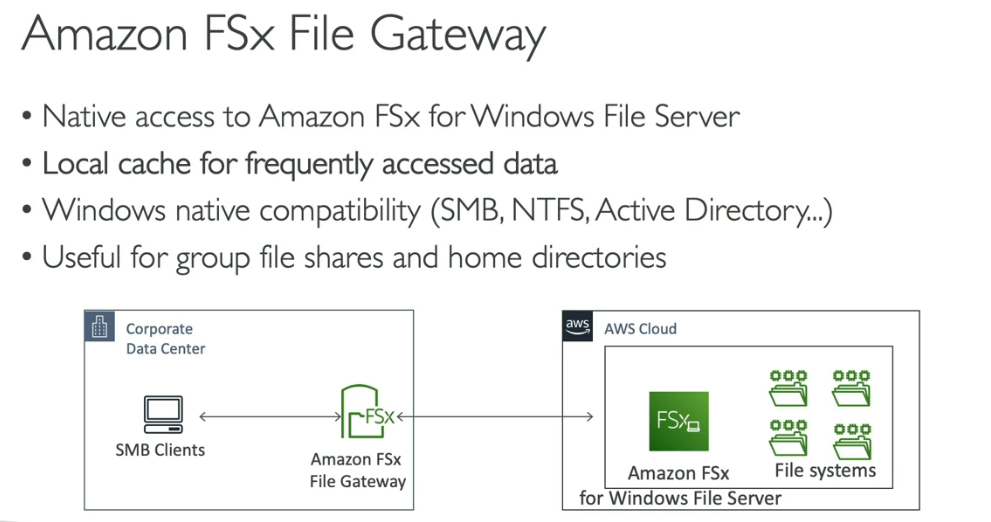 Amazon FSx File Gateway
• Native access to Amazon FSx for Windows File Server
• Local cache for frequently accessed data
• Windows native compatibility (SMB, NTFS, Active Directory...)
• Useful for group file shares and home directories
Corporate
Data Center
SMB Clients
FSx
Amazon FSx
File Gateway
aws
AWS Cloud
FSx
Amazon FSx
for Windows File Server
File systems